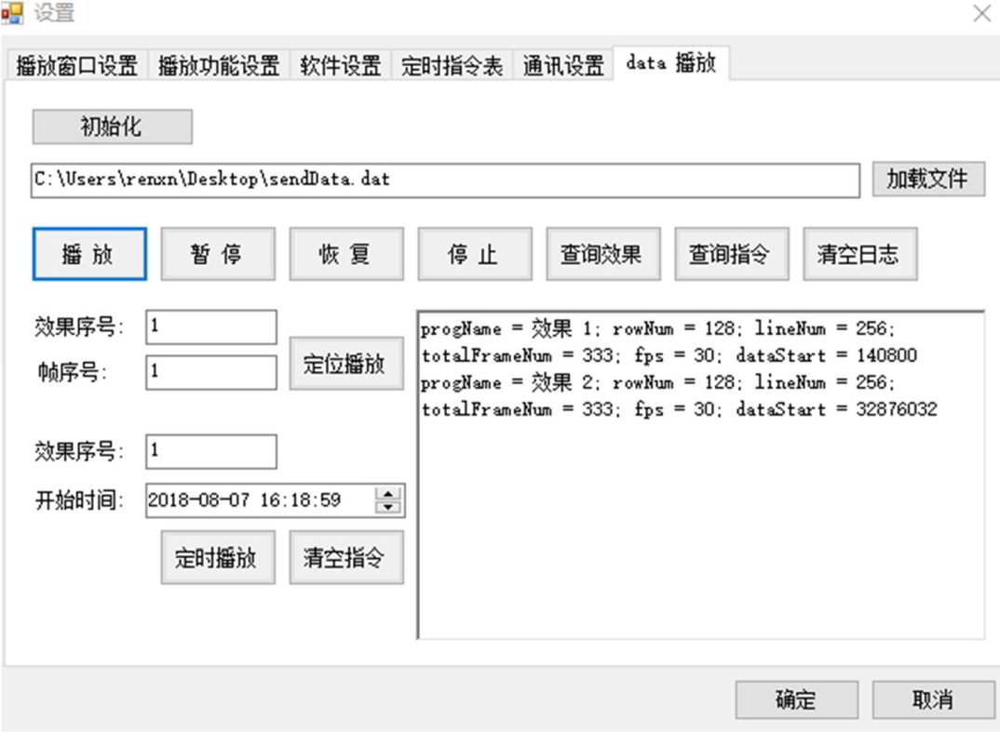 设置
播放窗口设置 播放功能设置 软件设置 定时指令表 通讯设置 data 播放
初始化
C:\Users\renxn\Desktop\sendData.dat 加载文件
播 放 暂 停 恢 复 停 止 查询效果 查询指令 清空日志
效果序号: 1
帧序号: 1
定位播放
效果序号: 1
开始时间: 2018-08-07 16:18:59
定时播放 清空指令
progName = 效果 1; rowNum = 128; lineNum = 256;
totalFrameNum = 333; fps = 30; dataStart = 140800
progName = 效果 2; rowNum = 128; lineNum = 256;
totalFrameNum = 333; fps = 30; dataStart = 32876032
确定 取消